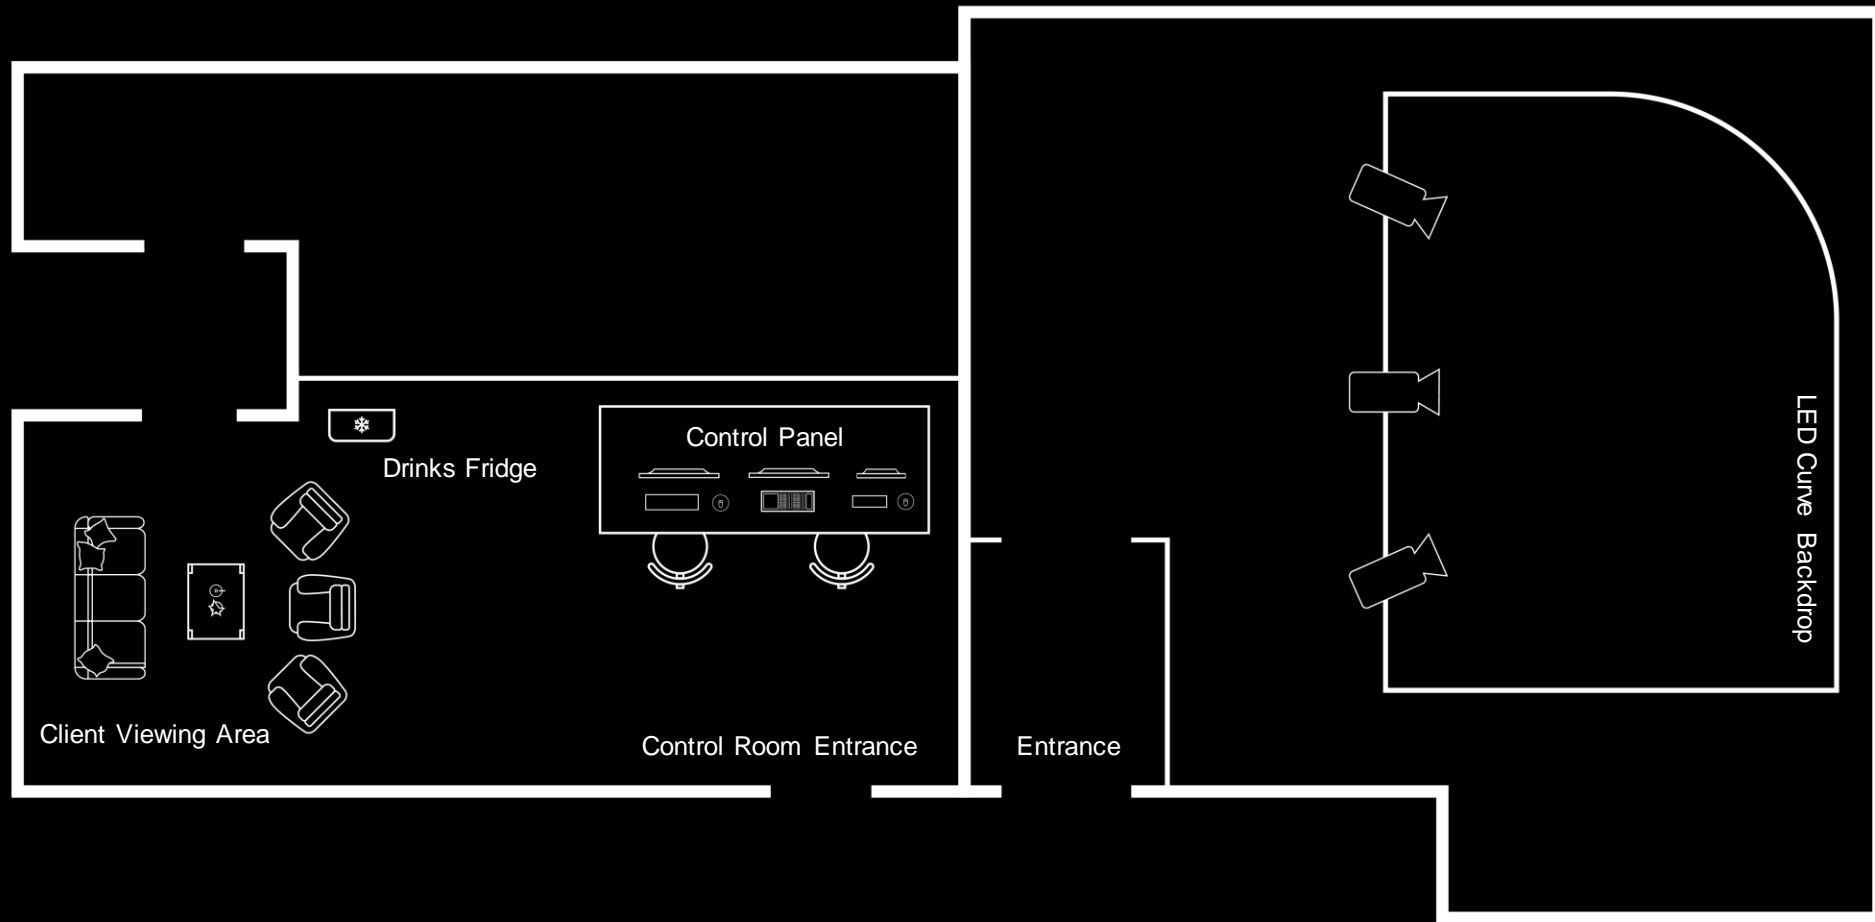 Control Panel
Drinks Fridge
LED Curve Backdrop
Client Viewing Area
Control Room Entrance
Entrance